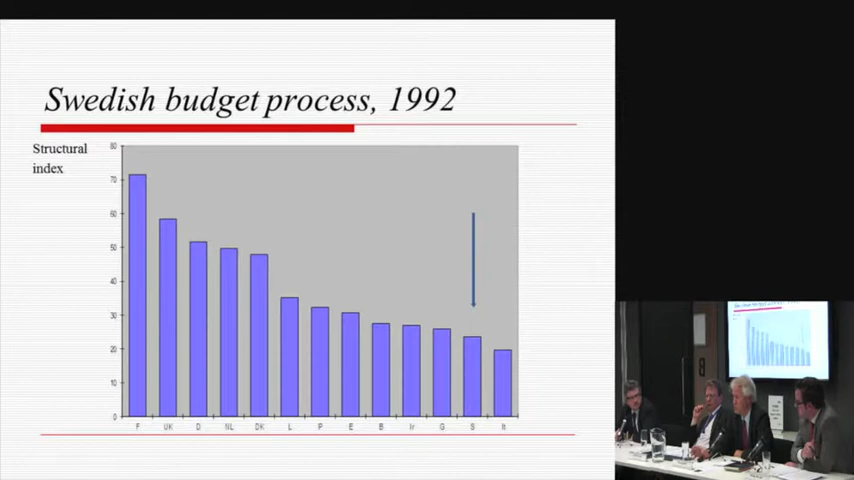 Swedish budget process, 1992
Structural
index
80
70
60
50
40
30
20
10
0
F UK D NL DK L P E B Ir G S It